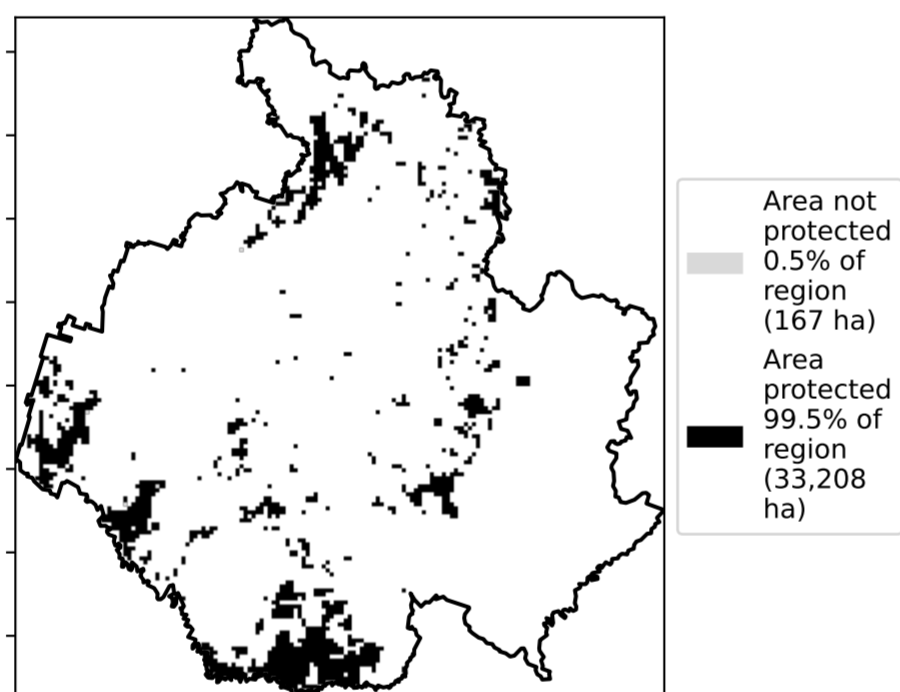 Area not
protected
0.5% of
region
(167 ha)
Area
protected
99.5% of
region
(33,208
ha)